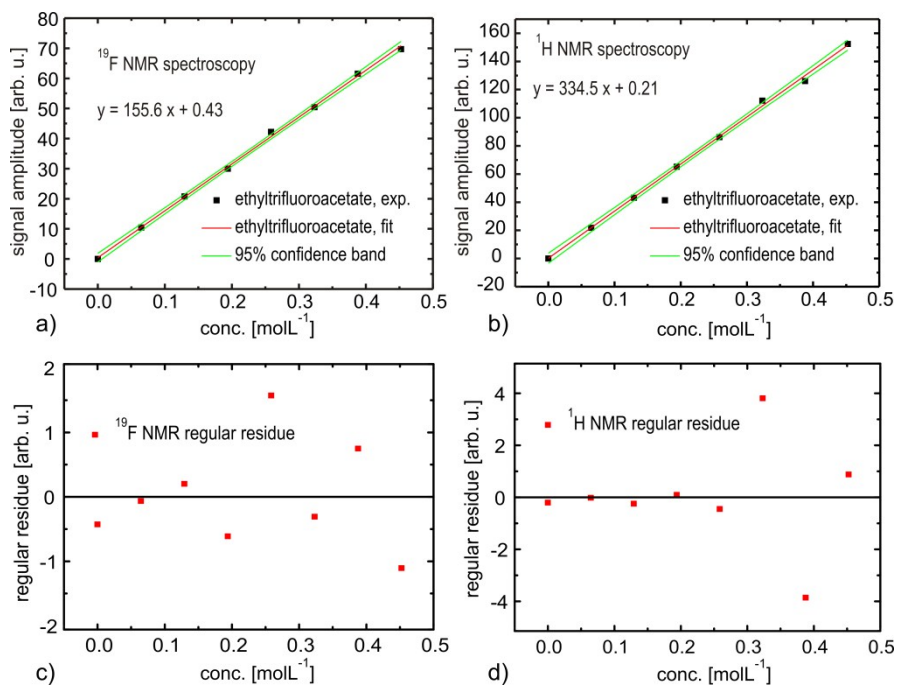 signal amplitude [arb. u.]
80
70
60
50
40
30
20
10
0
-10
¹⁹F NMR spectroscopy
y = 155.6 x + 0.43
ethyltrifluoroacetate, exp.
ethyltrifluoroacetate, fit
95% confidence band
0.0 0.1 0.2 0.3 0.4 0.5
a) conc. [molL⁻¹]
signal amplitude [arb. u.]
160
140
120
100
80
60
40
20
0
-20
¹H NMR spectroscopy
y = 334.5 x + 0.21
ethyltrifluoroacetate, exp.
ethyltrifluoroacetate, fit
95% confidence band
0.0 0.1 0.2 0.3 0.4 0.5
b) conc. [molL⁻¹]
regular residue [arb. u.]
2
1
0
-1
-2
¹⁹F NMR regular residue
0.0 0.1 0.2 0.3 0.4 0.5
c) conc. [molL⁻¹]
regular residue [arb. u.]
4
2
0
-2
-4
¹H NMR regular residue
0.0 0.1 0.2 0.3 0.4 0.5
d) conc. [molL⁻¹]